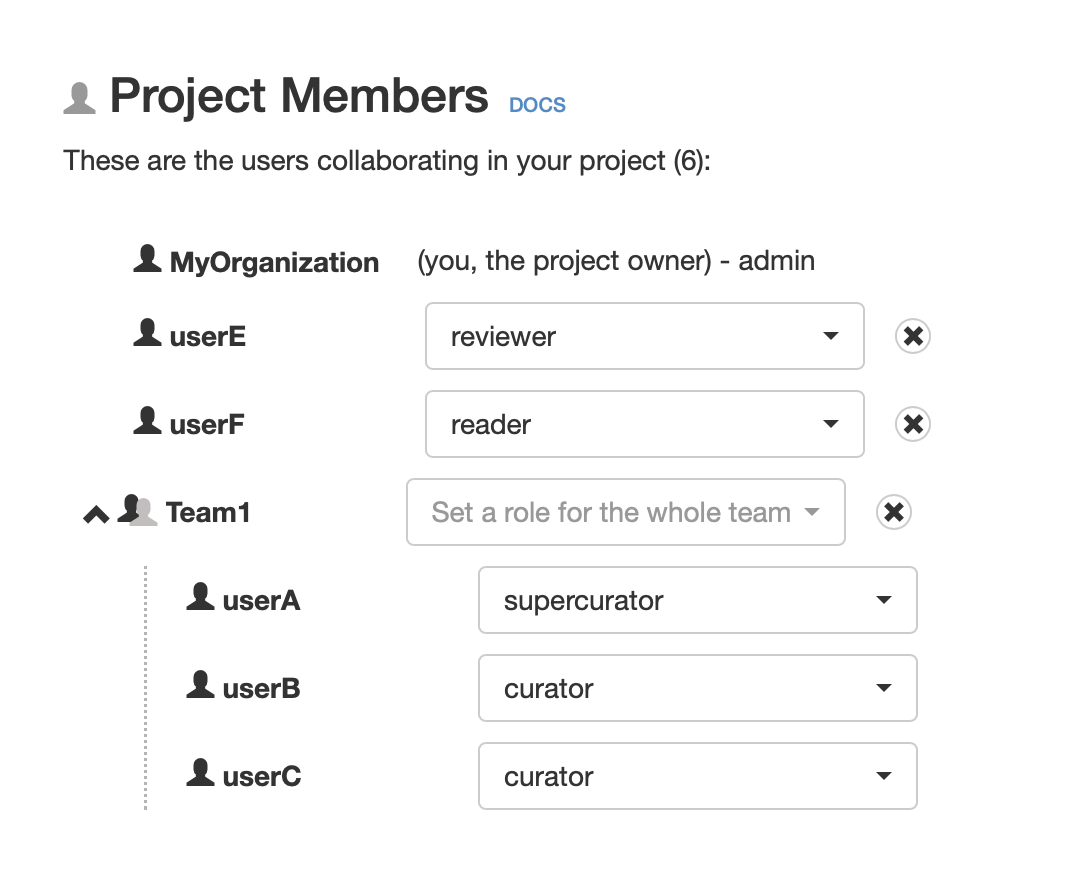 Project Members DOCS
These are the users collaborating in your project (6):
MyOrganization (you, the project owner) - admin
userE reviewer
userF reader
Team1 Set a role for the whole team
userA supercurator
userB curator
userC curator